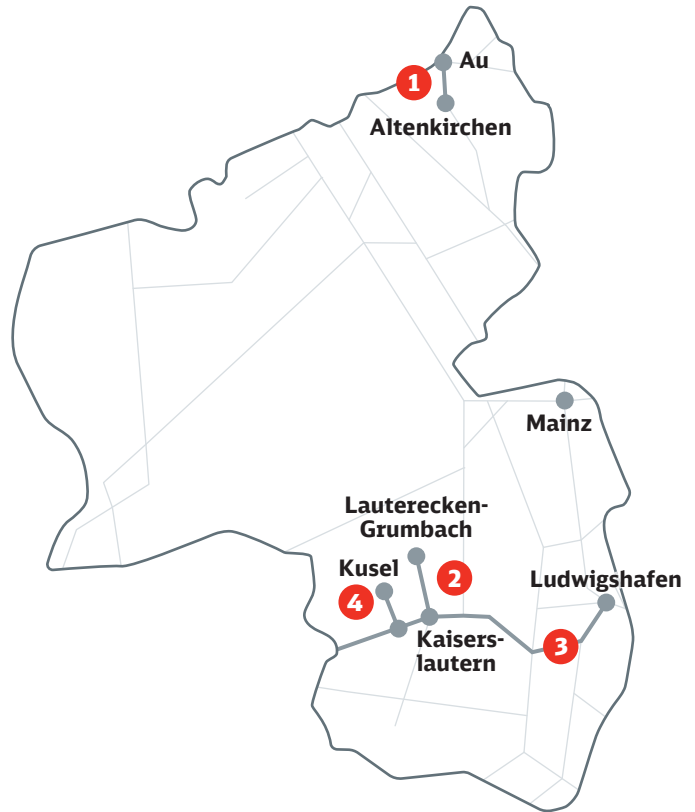 Au
1
Altenkirchen
Mainz
Lauterecken-
Grumbach
Kusel
2
Ludwigshafen
4
Kaisers-
lautern
3